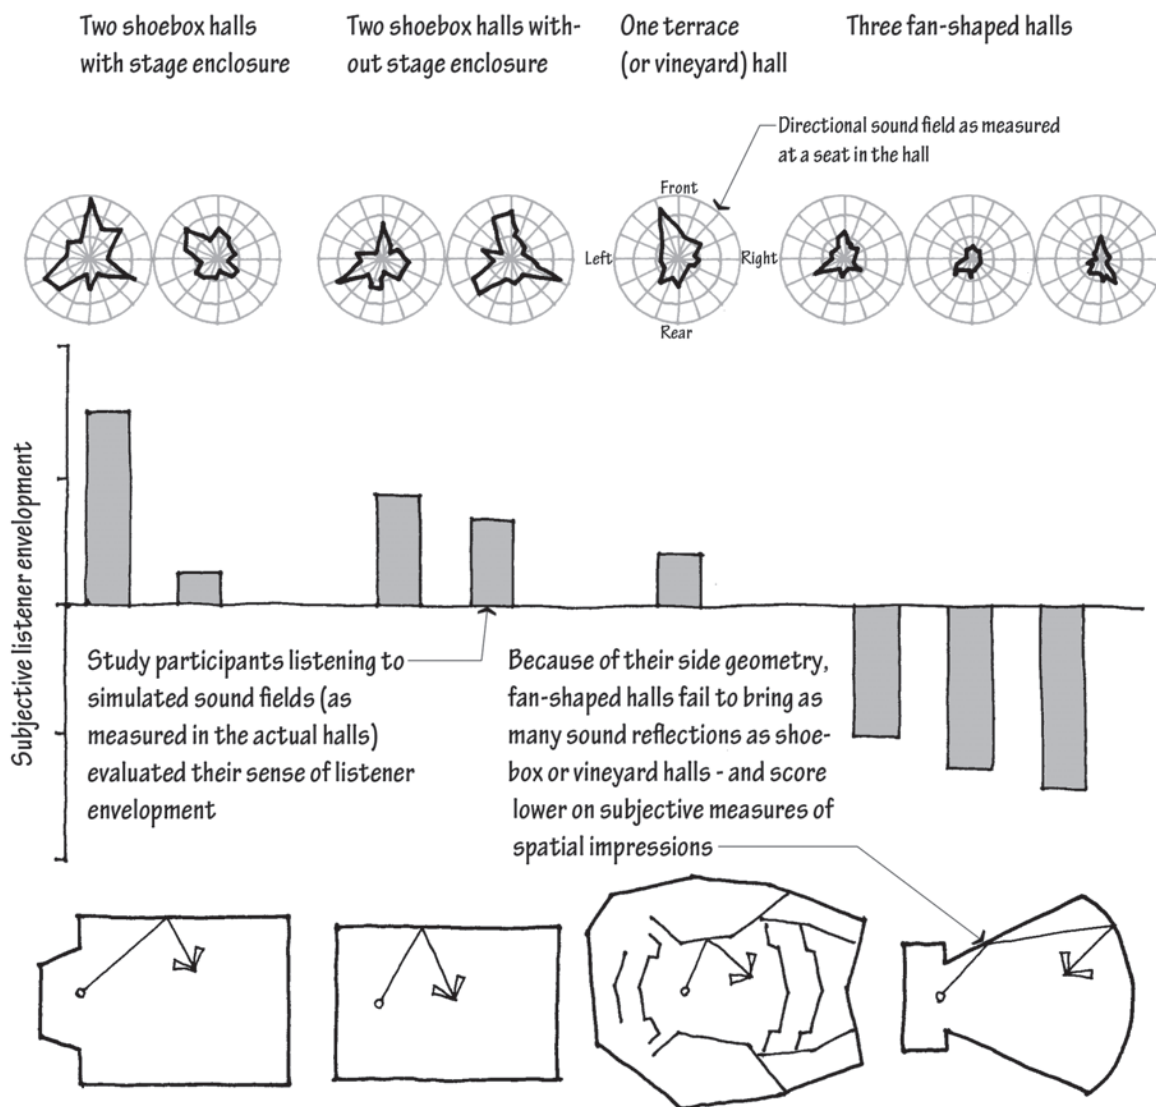 Two shoebox halls
with stage enclosure
Two shoebox halls with-
out stage enclosure
One terrace
(or vineyard) hall
Three fan-shaped halls
Directional sound field as measured
at a seat in the hall
Front
Left
Right
Rear
Subjective listener envelopment
Study participants listening to
simulated sound fields (as
measured in the actual halls)
evaluated their sense of listener
envelopment
Because of their side geometry,
fan-shaped halls fail to bring as
many sound reflections as shoe-
box or vineyard halls - and score
lower on subjective measures of
spatial impressions